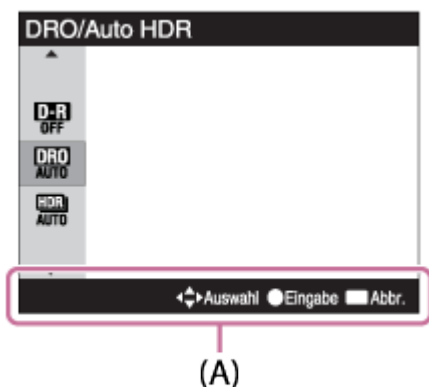 DRO/Auto HDR
D-R
OFF
DRO
AUTO
HDR
AUTO
Auswahl Eingabe Abbr.
(A)